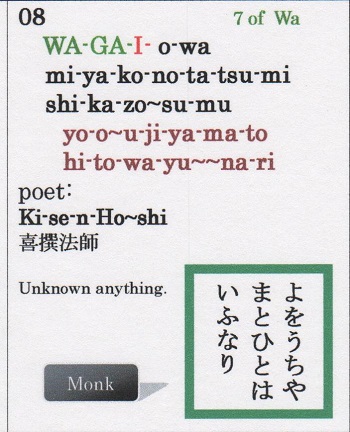 08
7 of Wa
WA-GA-I- o-wa
mi-ya-ko-no-ta-tsu-mi
shi-ka-zo~su-mu
yo-o~u-ji-ya-ma-to
hi-to-wa-yu~~na-ri
poet:
Ki-se-n-Ho~shi
喜撰法師
Unknown anything.
よをうちや
まとひとは
いふなり
Monk